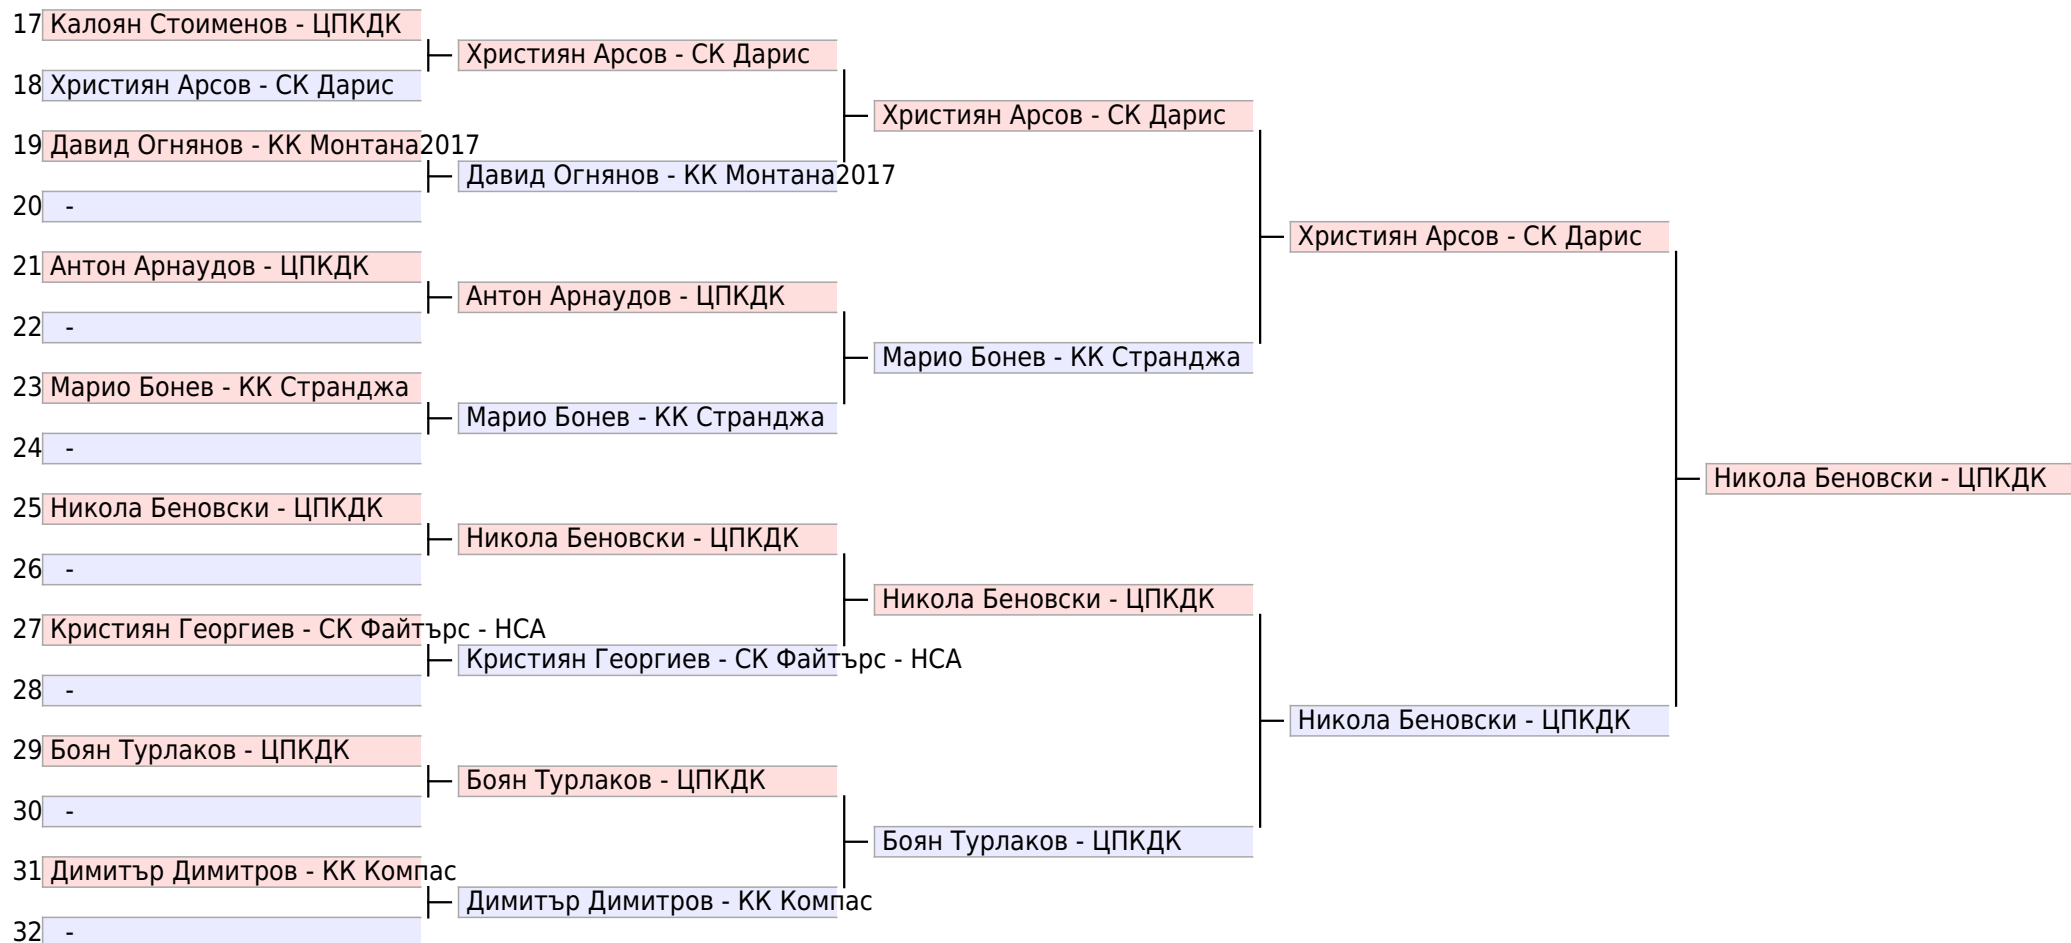 17 Калоян Стоименов - ЦПКДК
Християн Арсов - СК Дарис
18 Християн Арсов - СК Дарис
Християн Арсов - СК Дарис
19 Давид Огнянов - КК Монтана2017
Давид Огнянов - КК Монтана2017
20 -
Християн Арсов - СК Дарис
21 Антон Арнаудов - ЦПКДК
Антон Арнаудов - ЦПКДК
22 -
Марио Бонев - КК Странджа
23 Марио Бонев - КК Странджа
Марио Бонев - КК Странджа
24 -
Никола Беновски - ЦПКДК
25 Никола Беновски - ЦПКДК
Никола Беновски - ЦПКДК
26 -
Никола Беновски - ЦПКДК
27 Кристиян Георгиев - СК Файтърс - НСА
Кристиян Георгиев - СК Файтърс - НСА
28 -
Никола Беновски - ЦПКДК
29 Боян Турлаков - ЦПКДК
Боян Турлаков - ЦПКДК
30 -
Боян Турлаков - ЦПКДК
31 Димитър Димитров - КК Компас
Димитър Димитров - КК Компас
32 -